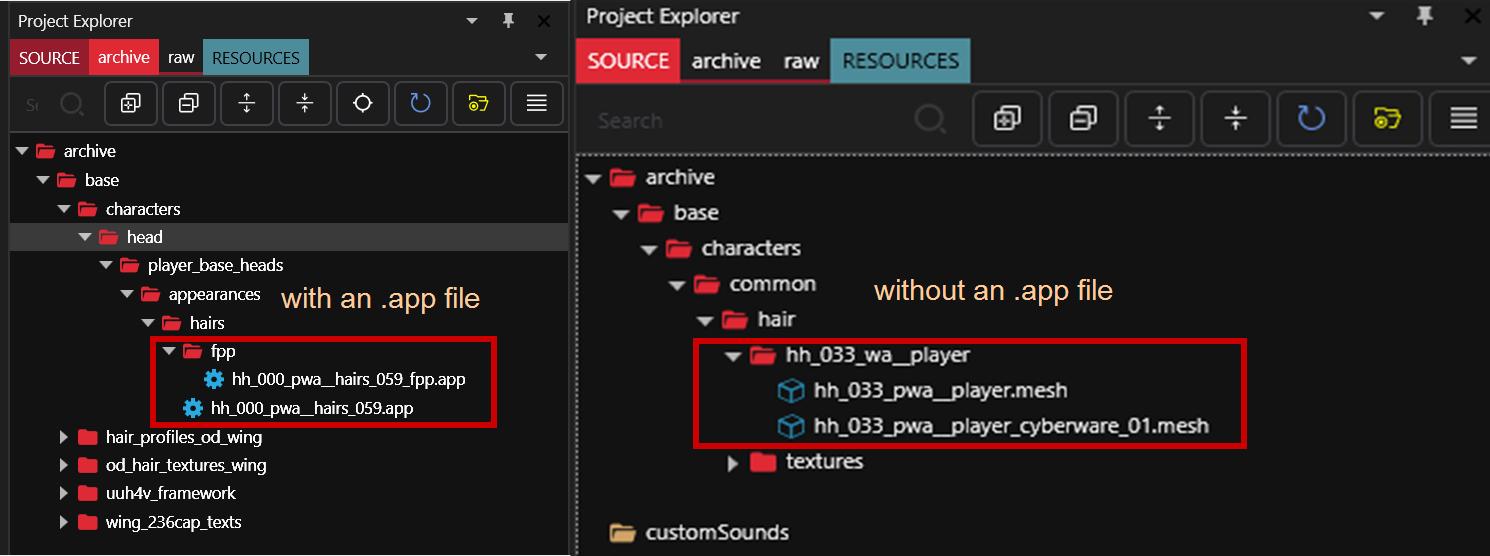 Project Explorer
SOURCE archive raw RESOURCES
archive
base
characters
head
player_base_heads
appearances
with an .app file
hairs
fpp
hh_000_pwa__hairs_059_fpp.app
hh_000_pwa__hairs_059.app
hair_profiles_od_wing
od_hair_textures_wing
uuh4v_framework
wing_236cap_texts
Project Explorer
SOURCE archive raw RESOURCES
Search
archive
base
characters
common
without an .app file
hair
hh_033_wa__player
hh_033_pwa__player.mesh
hh_033_pwa__player_cyberware_01.mesh
textures
customSounds